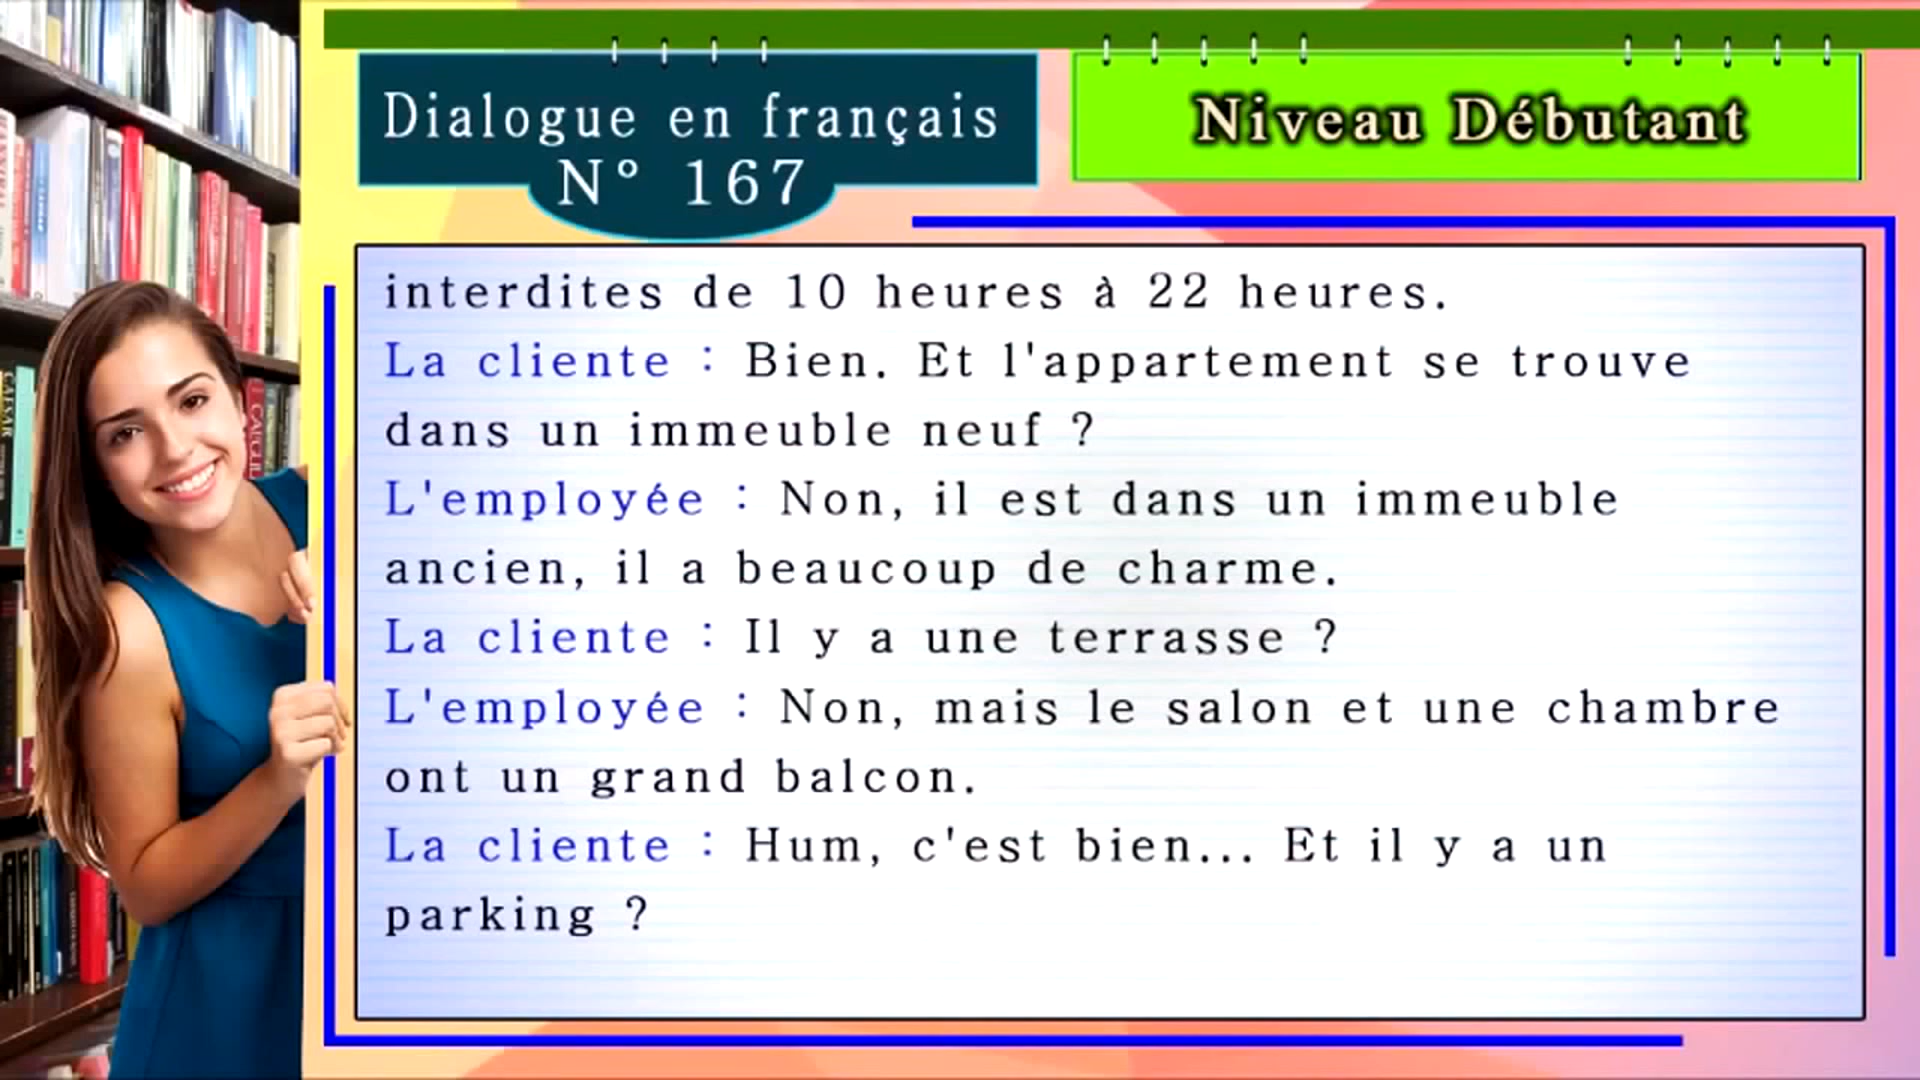 Dialogue en français
N° 167
Niveau Débutant
interdites de 10 heures à 22 heures.
La cliente : Bien. Et l'appartement se trouve
dans un immeuble neuf ?
L'employée : Non, il est dans un immeuble
ancien, il a beaucoup de charme.
La cliente : Il y a une terrasse ?
L'employée : Non, mais le salon et une chambre
ont un grand balcon.
La cliente : Hum, c'est bien... Et il y a un
parking ?